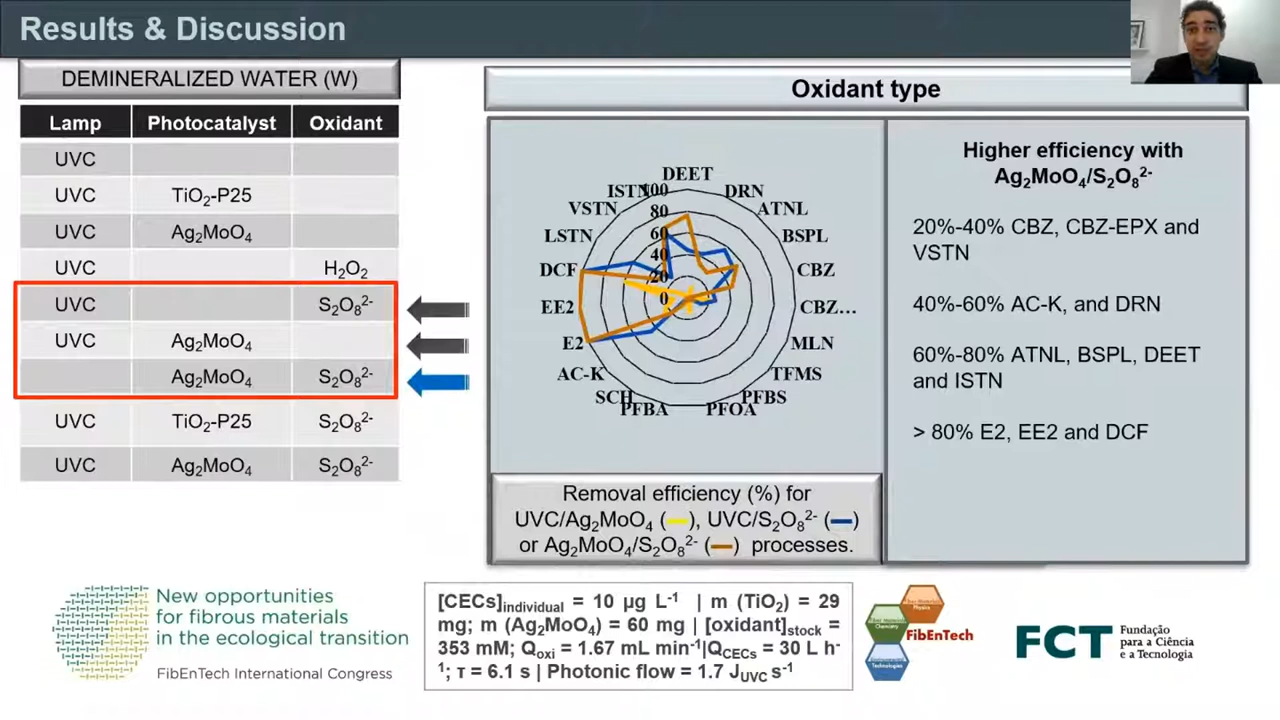 Results & Discussion
DEMINERALIZED WATER (W)
Lamp Photocatalyst Oxidant
UVC
UVC TiO₂-P25
UVC Ag₂MoO₄
UVC H₂O₂
UVC S₂O₈²⁻
UVC Ag₂MoO₄
Ag₂MoO₄ S₂O₈²⁻
UVC TiO₂-P25 S₂O₈²⁻
UVC Ag₂MoO₄ S₂O₈²⁻
Oxidant type
DEET
DRN
ATNL
BSPL
CBZ
CBZ…
MLN
TFMS
PFBS
PFOA
PFBA
SCH
AC-K
E2
EE2
DCF
LSTN
VSTN
ISTN
100
80
60
40
20
0
Removal efficiency (%) for
UVC/Ag₂MoO₄ (—), UVC/S₂O₈²⁻ (—)
or Ag₂MoO₄/S₂O₈²⁻ (—) processes.
Higher efficiency with
Ag₂MoO₄/S₂O₈²⁻
20%-40% CBZ, CBZ-EPX and
VSTN
40%-60% AC-K, and DRN
60%-80% ATNL, BSPL, DEET
and ISTN
> 80% E2, EE2 and DCF
New opportunities
for fibrous materials
in the ecological transition
FibEnTech International Congress
[CECs]individual = 10 µg L⁻¹ | m (TiO₂) = 29
mg; m (Ag₂MoO₄) = 60 mg | [oxidant]stock =
353 mM; Qoxi = 1.67 mL min⁻¹|QCECs = 30 L h⁻
¹; τ = 6.1 s | Photonic flow = 1.7 JUVC s⁻¹
FibEnTech
FCT Fundação
para a Ciência
e a Tecnologia